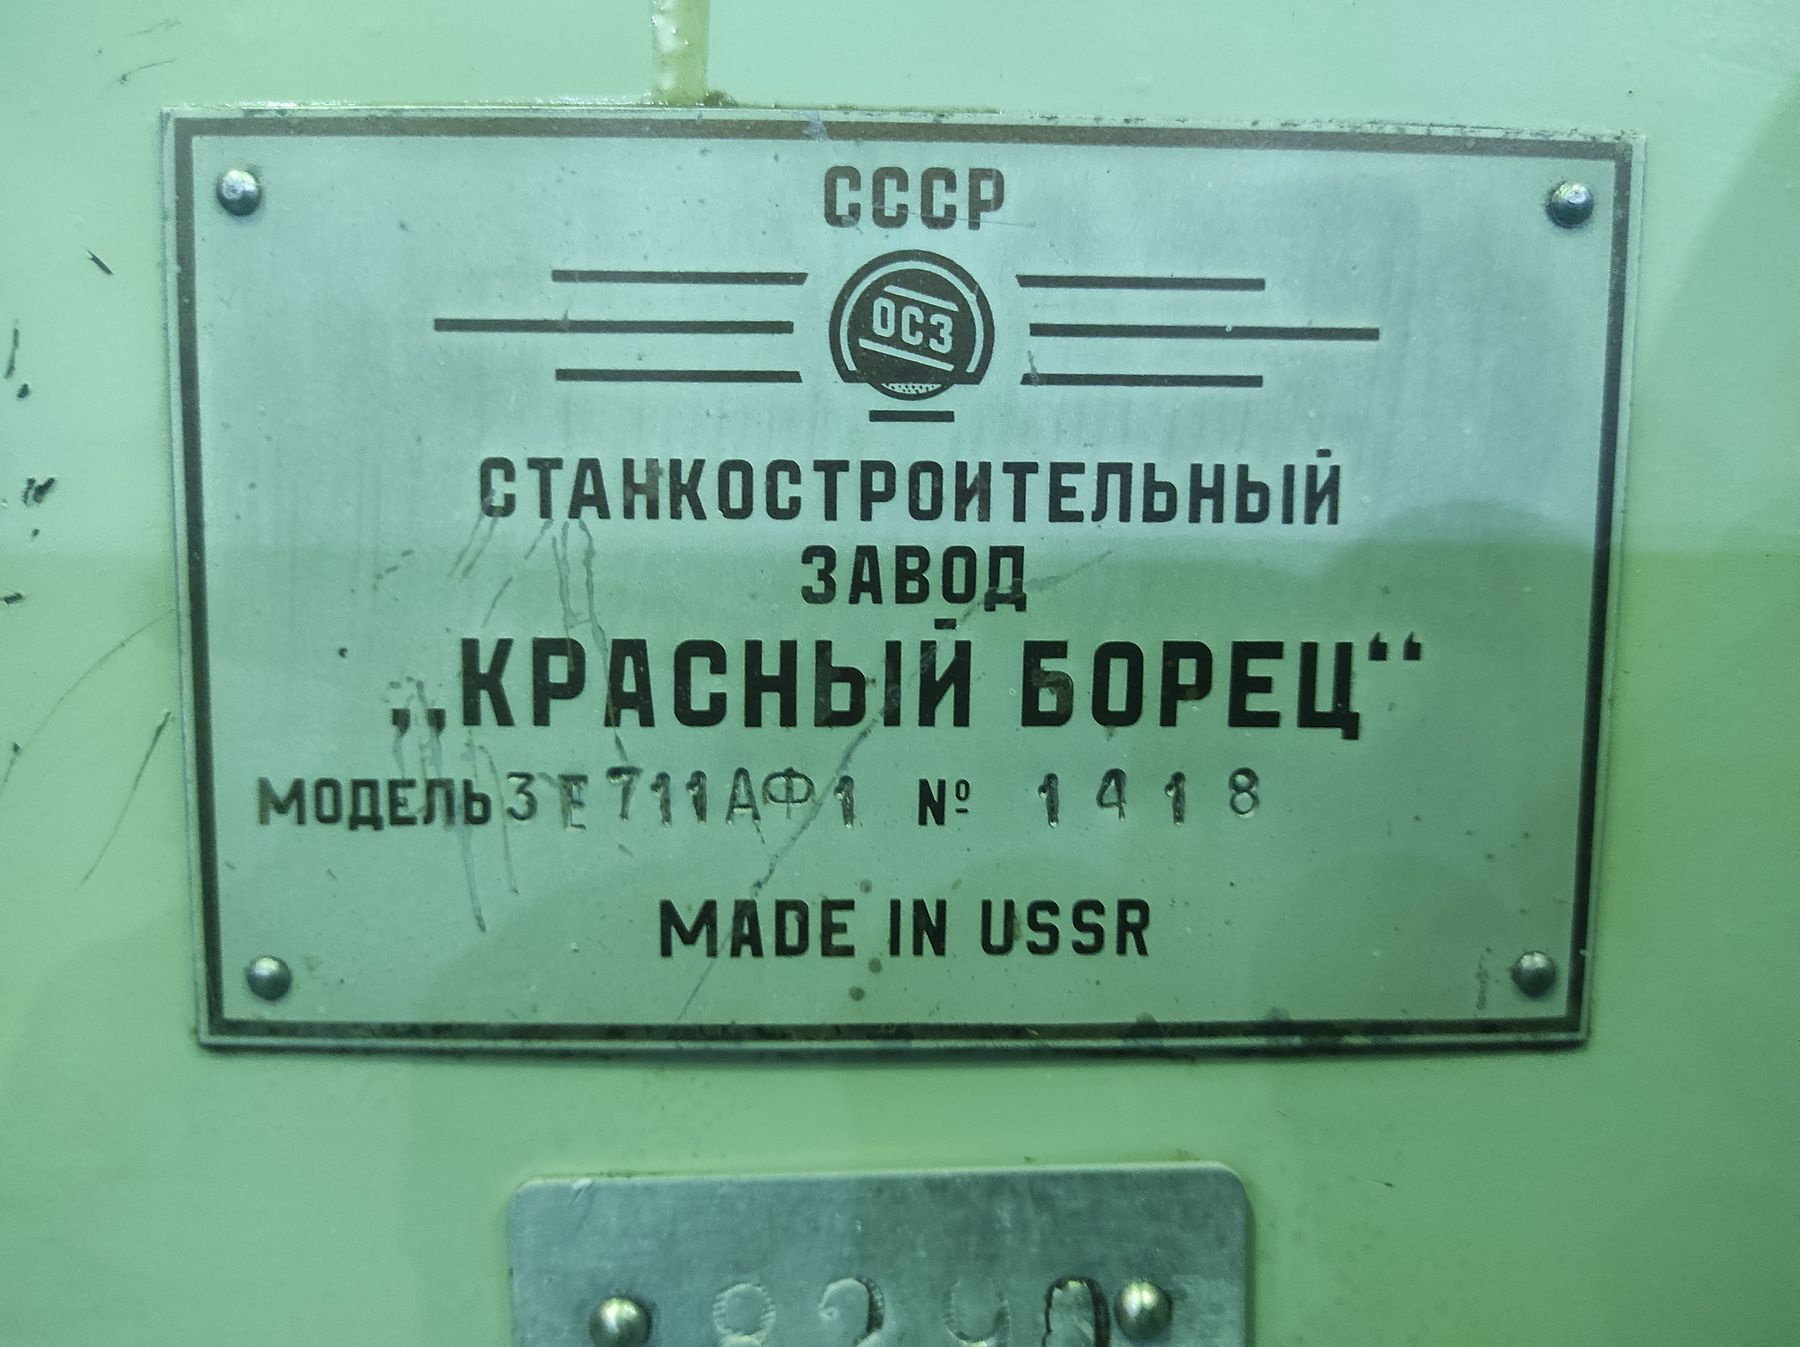 СССР
ОСЗ
СТАНКОСТРОИТЕЛЬНЫЙ
ЗАВОД
„КРАСНЫЙ БОРЕЦ“
МОДЕЛЬ 3Е711АФ1 № 1418
MADE IN USSR